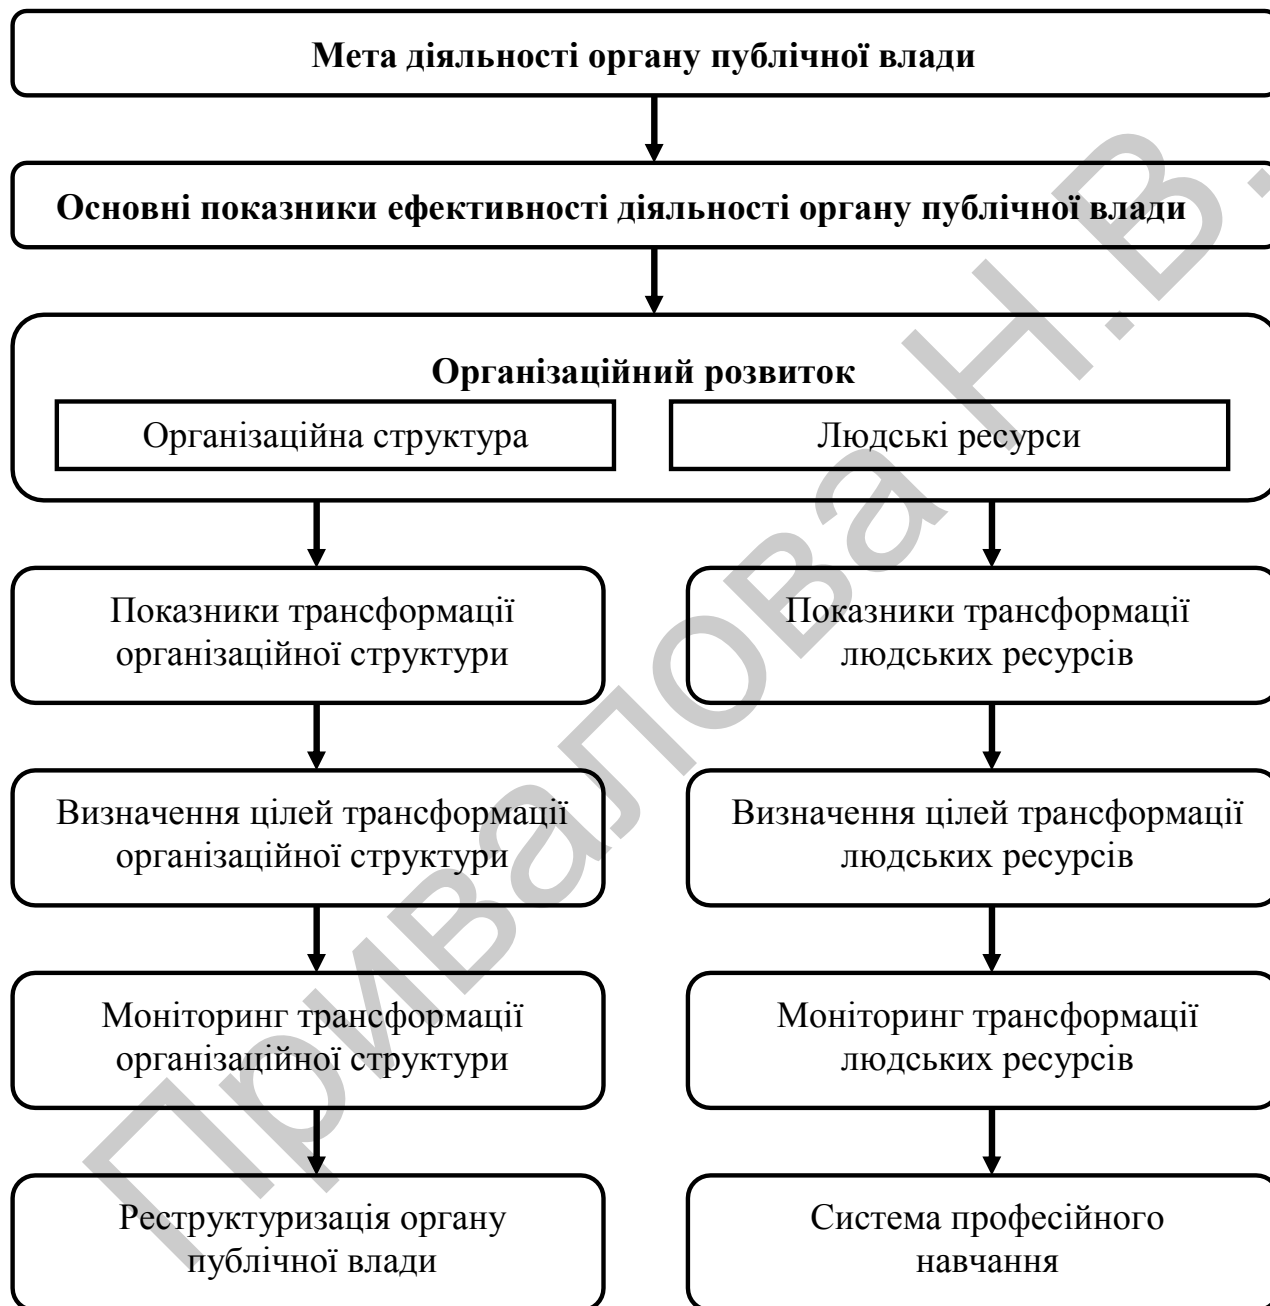 Мета діяльності органу публічної влади
Основні показники ефективності діяльності органу публічної влади
Організаційний розвиток
Організаційна структура
Людські ресурси
Показники трансформації
організаційної структури
Показники трансформації
людських ресурсів
Визначення цілей трансформації
організаційної структури
Визначення цілей трансформації
людських ресурсів
Моніторинг трансформації
організаційної структури
Моніторинг трансформації
людських ресурсів
Реструктуризація органу
публічної влади
Система професійного
навчання
Привалова Н.В.